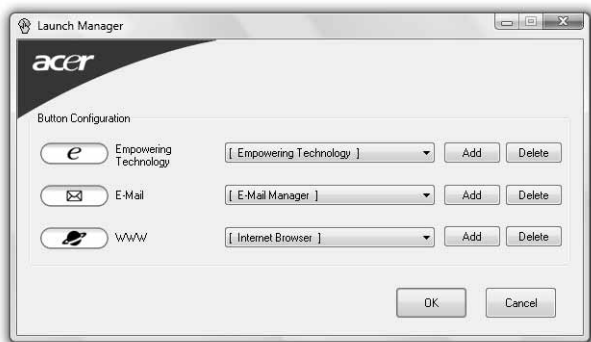 Launch Manager
acer
Button Configuration
e Empowering
Technology
[ Empowering Technology ] Add Delete
E-Mail [ E-Mail Manager ] Add Delete
WWW [ Internet Browser ] Add Delete
OK Cancel